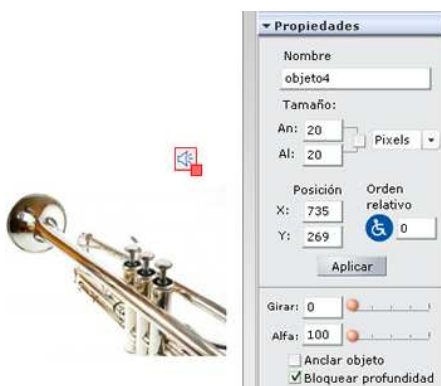 Propiedades
Nombre
objeto4
Tamaño:
An: 20
Pixels
Al: 20
Posición
Orden relativo
X: 735
0
Y: 269
Aplicar
Girar: 0
Alfa: 100
Anclar objeto
Bloquear profundidad